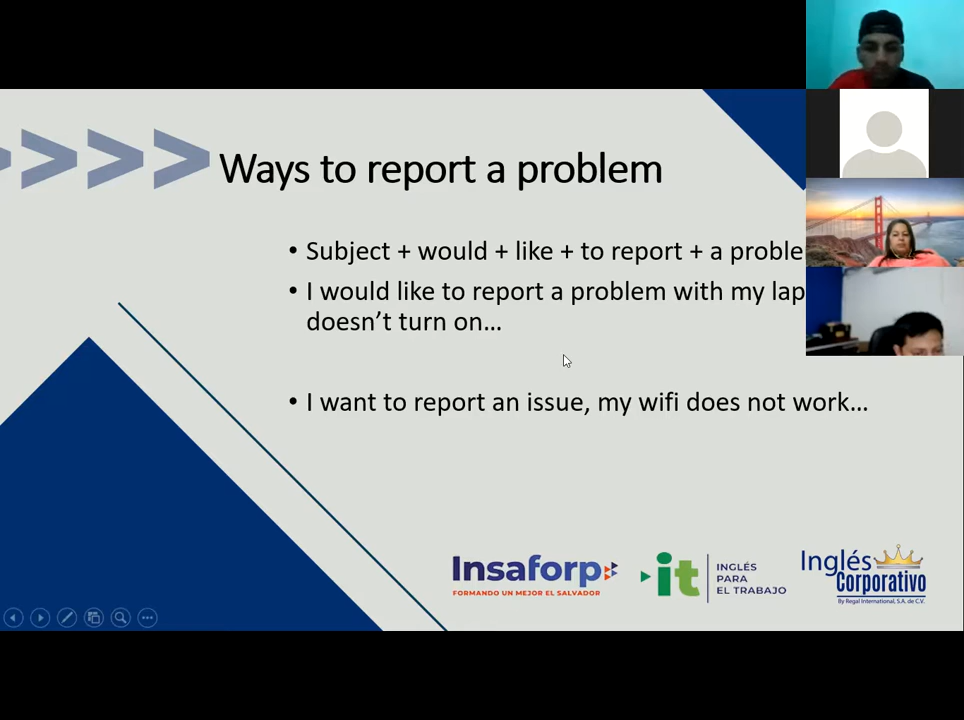 Ways to report a problem
• Subject + would + like + to report + a proble
• I would like to report a problem with my lap
doesn’t turn on…
• I want to report an issue, my wifi does not work…
Insaforp
FORMANDO UN MEJOR EL SALVADOR
it
INGLÉS
PARA
EL TRABAJO
Inglés
Corporativo
By Regal International, S.A. de C.V.